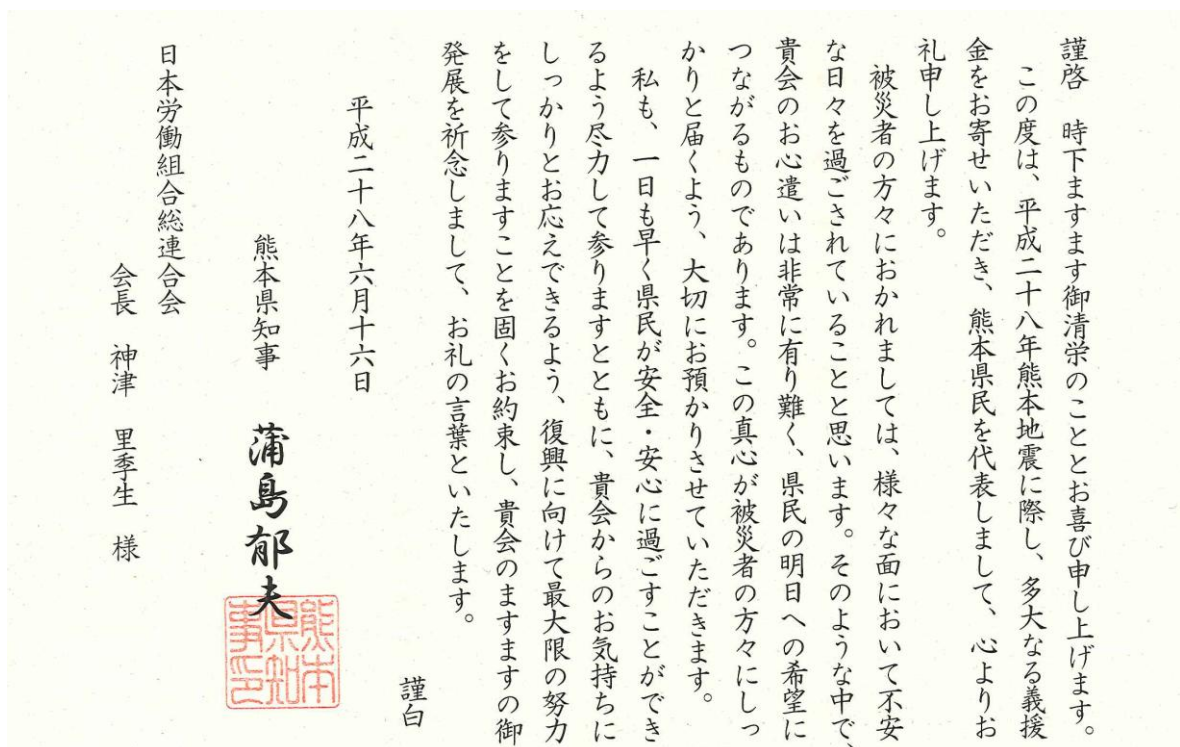 謹啓　時下ますます御清栄のこととお喜び申し上げます。
この度は、平成二十八年熊本地震に際し、多大なる義援
金をお寄せいただき、熊本県民を代表しまして、心よりお
礼申し上げます。
被災者の方々におかれましては、様々な面において不安
な日々を過ごされていることと思います。そのような中で、
貴会のお心遣いは非常に有り難く、県民の明日への希望に
つながるものであります。この真心が被災者の方々にしっ
かりと届くよう、大切にお預かりさせていただきます。
私も、一日も早く県民が安全・安心に過ごすことができ
るよう尽力して参りますとともに、貴会からのお気持ちに
しっかりとお応えできるよう、復興に向けて最大限の努力
をして参りますことを固くお約束し、貴会のますますの御
発展を祈念しまして、お礼の言葉といたします。
謹白
平成二十八年六月十六日
熊本県知事　蒲島郁夫
熊本県知事印
日本労働組合総連合会
会長　神津　里季生　様